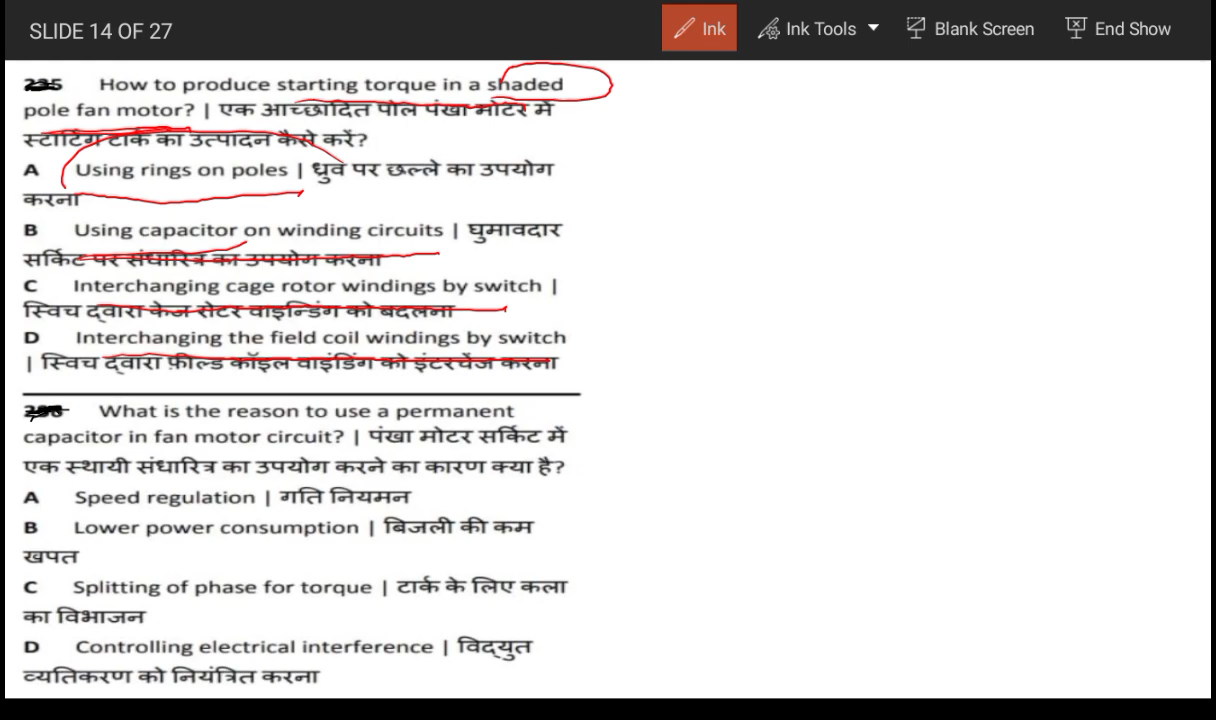 SLIDE 14 OF 27
Ink
Ink Tools
Blank Screen
End Show
How to produce starting torque in a shaded
pole fan motor? | एक आच्छादित पोल पंखा मोटर में
स्टार्टिंग टार्क का उत्पादन कैसे करें?
A Using rings on poles | ध्रुव पर छल्ले का उपयोग
करना
B Using capacitor on winding circuits | घुमावदार
सर्किट पर संधारित्र का उपयोग करना
C Interchanging cage rotor windings by switch |
स्विच द्वारा केज रोटर वाइन्डिंग को बदलना
D Interchanging the field coil windings by switch
| स्विच द्वारा फ़ील्ड कॉइल वाइंडिंग को इंटरचेंज करना
What is the reason to use a permanent
capacitor in fan motor circuit? | पंखा मोटर सर्किट में
एक स्थायी संधारित्र का उपयोग करने का कारण क्या है?
A Speed regulation | गति नियमन
B Lower power consumption | बिजली की कम
खपत
C Splitting of phase for torque | टार्क के लिए कला
का विभाजन
D Controlling electrical interference | विद्युत
व्यतिकरण को नियंत्रित करना